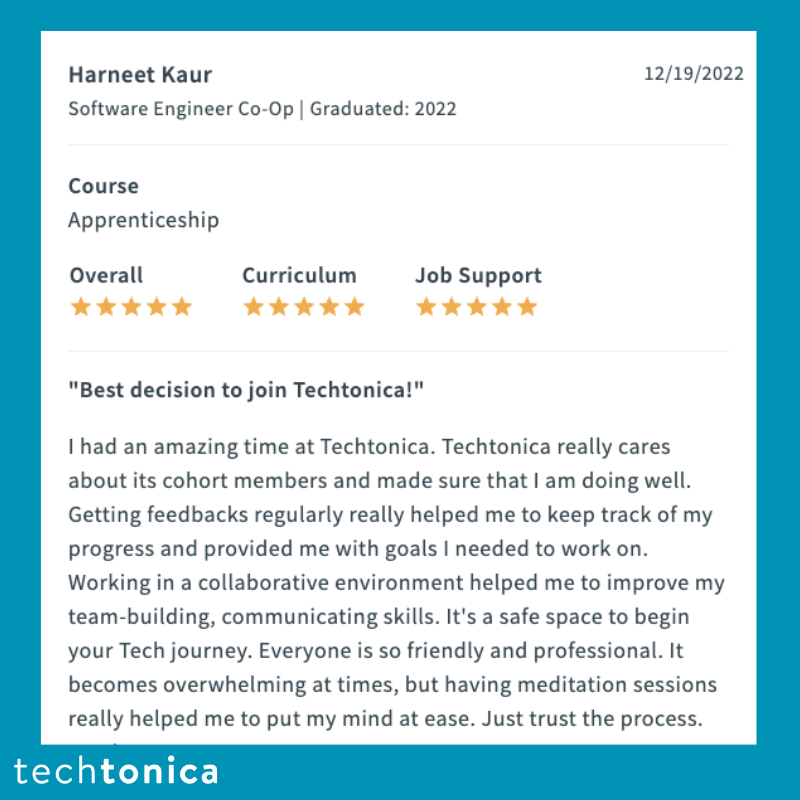 Harneet Kaur
12/19/2022
Software Engineer Co-Op | Graduated: 2022
Course
Apprenticeship
Overall Curriculum Job Support
"Best decision to join Techtonica!"
I had an amazing time at Techtonica. Techtonica really cares
about its cohort members and made sure that I am doing well.
Getting feedbacks regularly really helped me to keep track of my
progress and provided me with goals I needed to work on.
Working in a collaborative environment helped me to improve my
team-building, communicating skills. It's a safe space to begin
your Tech journey. Everyone is so friendly and professional. It
becomes overwhelming at times, but having meditation sessions
really helped me to put my mind at ease. Just trust the process.
techtonica